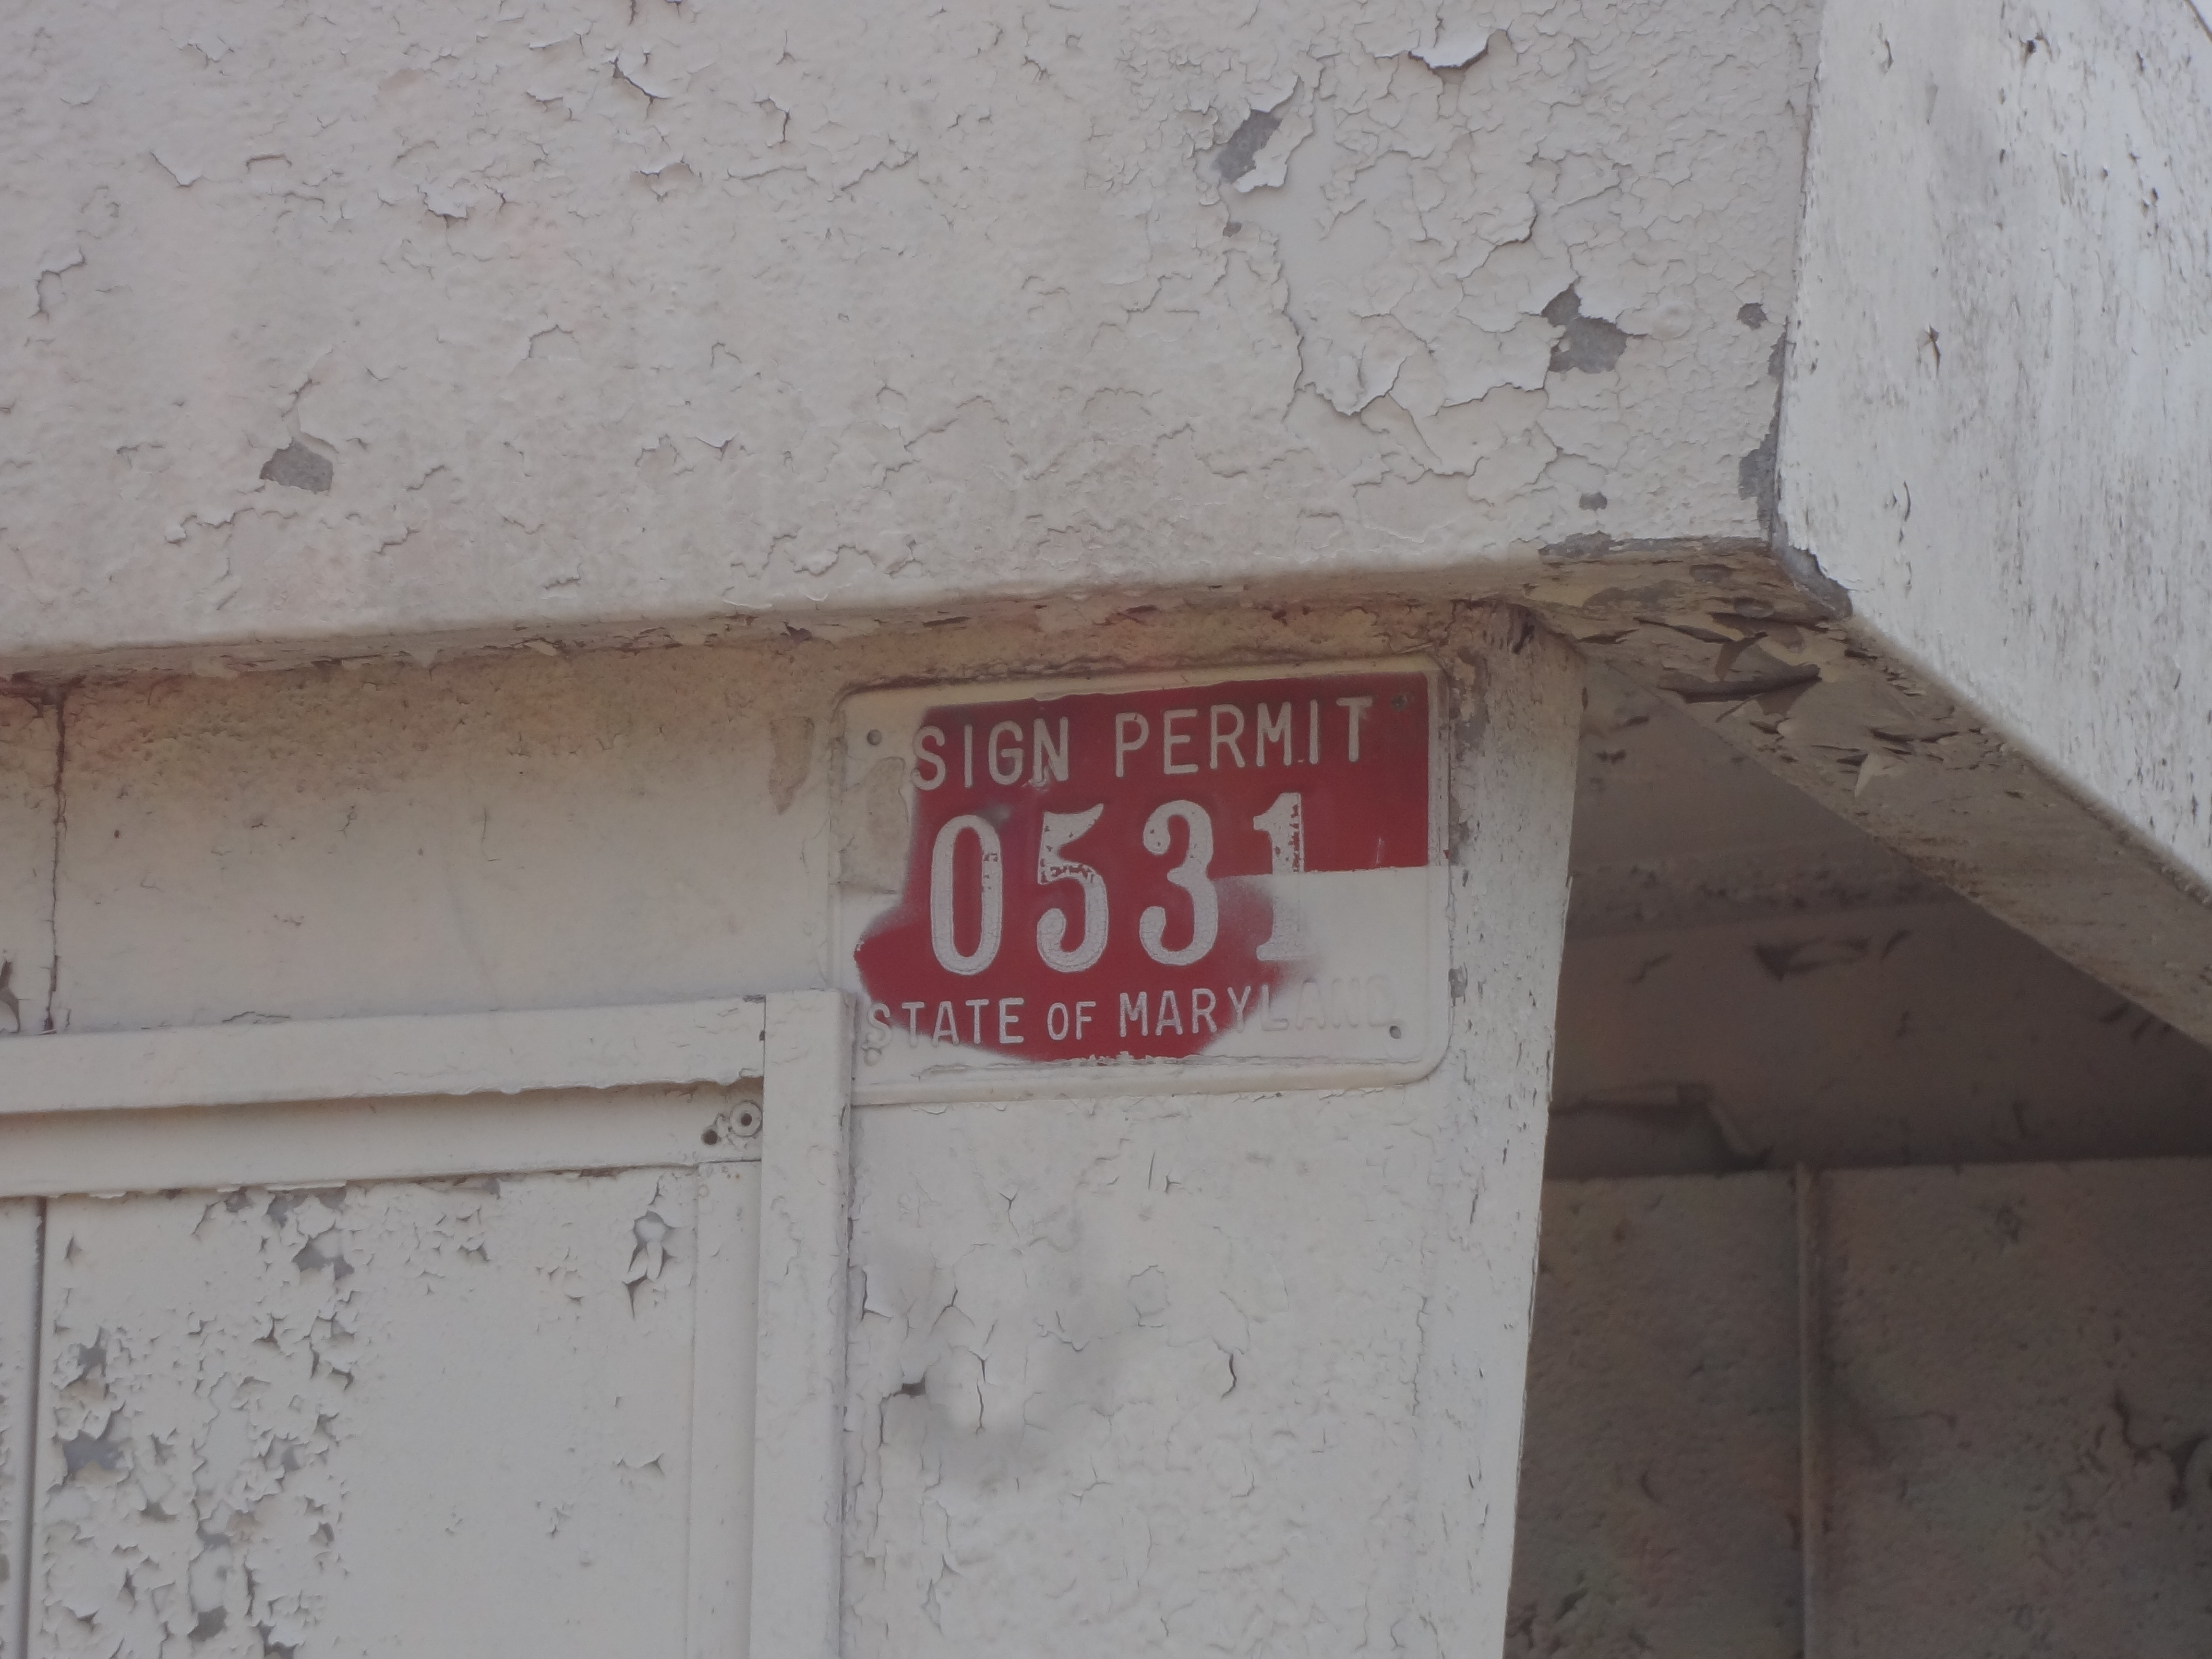 SIGN PERMIT
0531
STATE OF MARYLAND